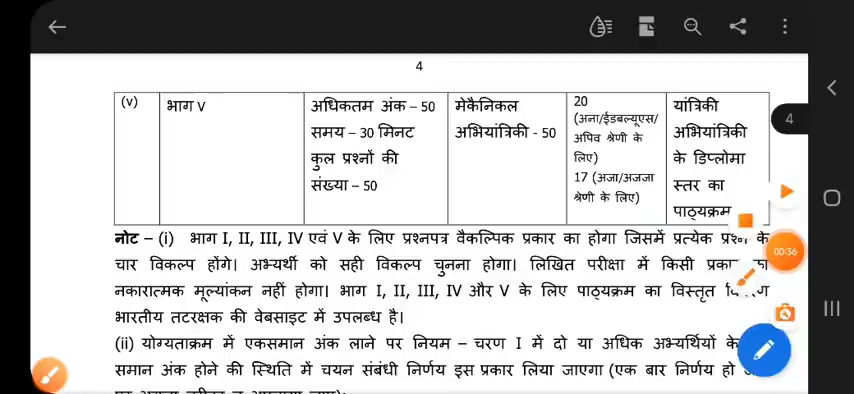 4
(v)
भाग V
अधिकतम अंक – 50
समय – 30 मिनट
कुल प्रश्नों की
संख्या – 50
मेकैनिकल
अभियांत्रिकी - 50
20
(अना/ईडबल्यूएस/
अपिव श्रेणी के
लिए)
17 (अजा/अजजा
श्रेणी के लिए)
यांत्रिकी
अभियांत्रिकी
के डिप्लोमा
स्तर का
पाठ्यक्रम
4
नोट – (i) भाग I, II, III, IV एवं V के लिए प्रश्नपत्र वैकल्पिक प्रकार का होगा जिसमें प्रत्येक प्रश्न के
चार विकल्प होंगे। अभ्यर्थी को सही विकल्प चुनना होगा। लिखित परीक्षा में किसी
नकारात्मक मूल्यांकन नहीं होगा। भाग I, II, III, IV और V के लिए पाठ्यक्रम का विस्तृत
भारतीय तटरक्षक की वेबसाइट में उपलब्ध है।
(ii) योग्यताक्रम में एकसमान अंक लाने पर नियम – चरण I में दो या अधिक अभ्यर्थियों के
समान अंक होने की स्थिति में चयन संबंधी निर्णय इस प्रकार लिया जाएगा (एक बार निर्णय हो
00:36